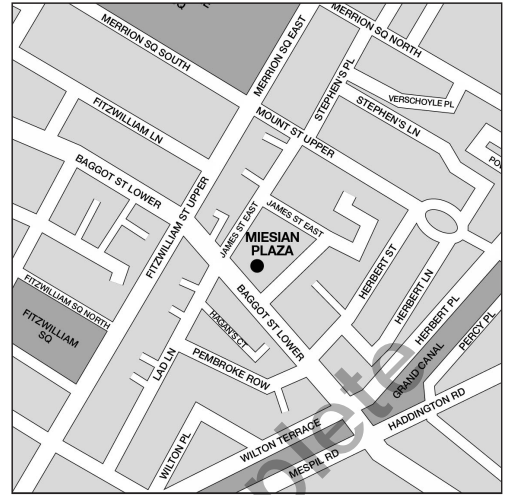 MERRION SQ SOUTH
SQ
MERRION SQ EAST
MERRION SQ NORTH
STEPHEN'S PL
VERSCHOYLE PL
STEPHEN'S LN
FITZWILLIAM LN
MOUNT ST UPPER
BAGGOT ST LOWER
FITZWILLIAM ST UPPER
JAMES ST EAST
JAMES ST EAST
MIESIAN
PLAZA
HERBERT ST
HERBERT LN
HERBERT PL
PERCY PL
GRAND CANAL
FITZWILLIAM SQ NORTH
FITZWILLIAM
SQ
BAGGOT ST LOWER
HAGAN'S CT
LAD LN
PEMBROKE ROW
WILTON PL
WILTON TERRACE
MESPIL RD
HADDINGTON RD